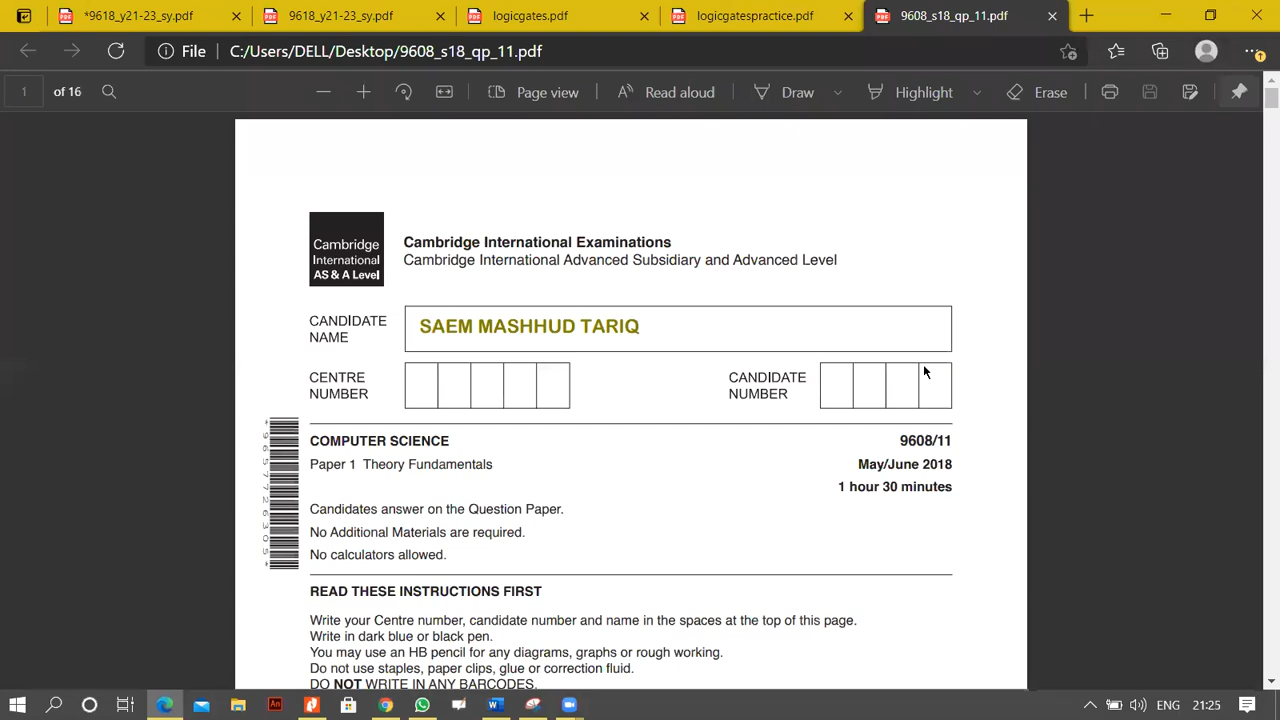 *9618_y21-23_sy.pdf
9618_y21-23_sy.pdf
logicgates.pdf
logicgatespractice.pdf
9608_s18_qp_11.pdf
File
C:/Users/DELL/Desktop/9608_s18_qp_11.pdf
1 of 16
Page view
Read aloud
Draw
Highlight
Erase
Cambridge
International
AS & A Level
Cambridge International Examinations
Cambridge International Advanced Subsidiary and Advanced Level
CANDIDATE
NAME
SAEM MASHHUD TARIQ
CENTRE
NUMBER
CANDIDATE
NUMBER
*9657726305*
COMPUTER SCIENCE
9608/11
Paper 1 Theory Fundamentals
May/June 2018
1 hour 30 minutes
Candidates answer on the Question Paper.
No Additional Materials are required.
No calculators allowed.
READ THESE INSTRUCTIONS FIRST
Write your Centre number, candidate number and name in the spaces at the top of this page.
Write in dark blue or black pen.
You may use an HB pencil for any diagrams, graphs or rough working.
Do not use staples, paper clips, glue or correction fluid.
DO NOT WRITE IN ANY BARCODES.
An
W
ENG
21:25